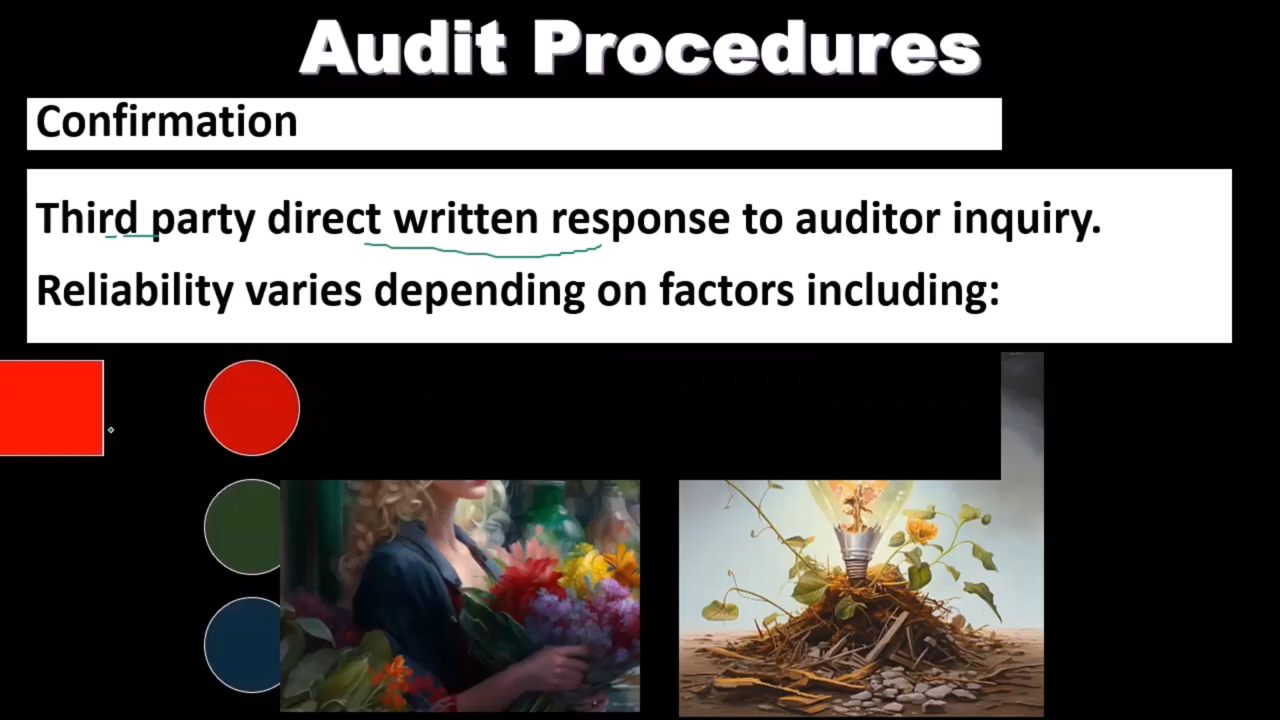 Audit Procedures
Confirmation
Third party direct written response to auditor inquiry.
Reliability varies depending on factors including: